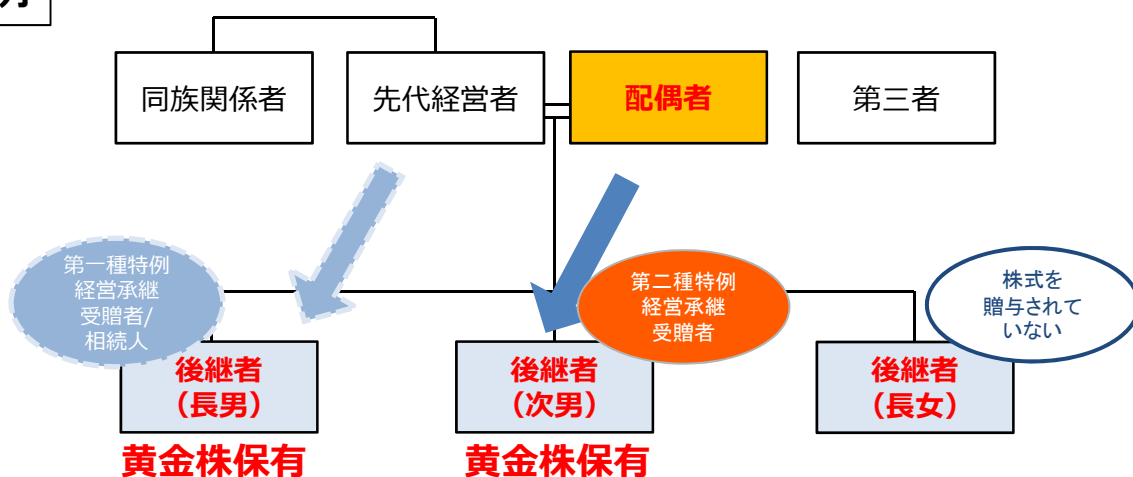 同族関係者
先代経営者
配偶者
第三者
第一種特例
経営承継
受贈者/
相続人
第二種特例
経営承継
受贈者
株式を
贈与されて
いない
後継者
（長男）
後継者
（次男）
後継者
（長女）
黄金株保有
黄金株保有